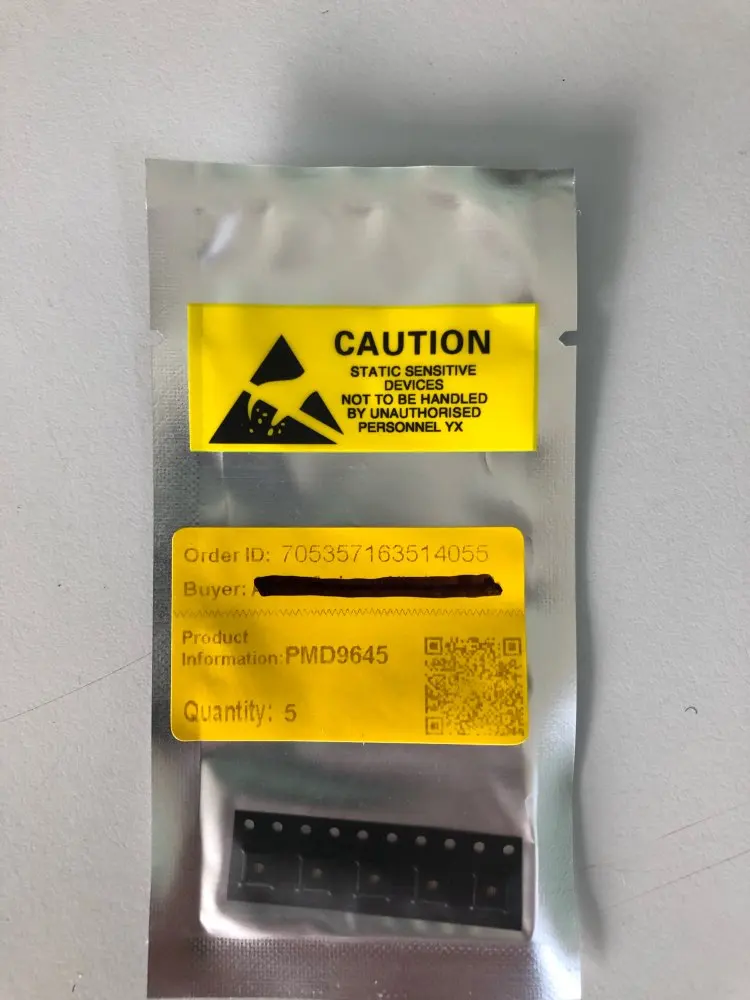 CAUTION
STATIC SENSITIVE
DEVICES
NOT TO BE HANDLED
BY UNAUTHORISED
PERSONNEL YX
Order ID: 705357163514055
Buyer:
Product
Information: PMD9645
Quantity: 5